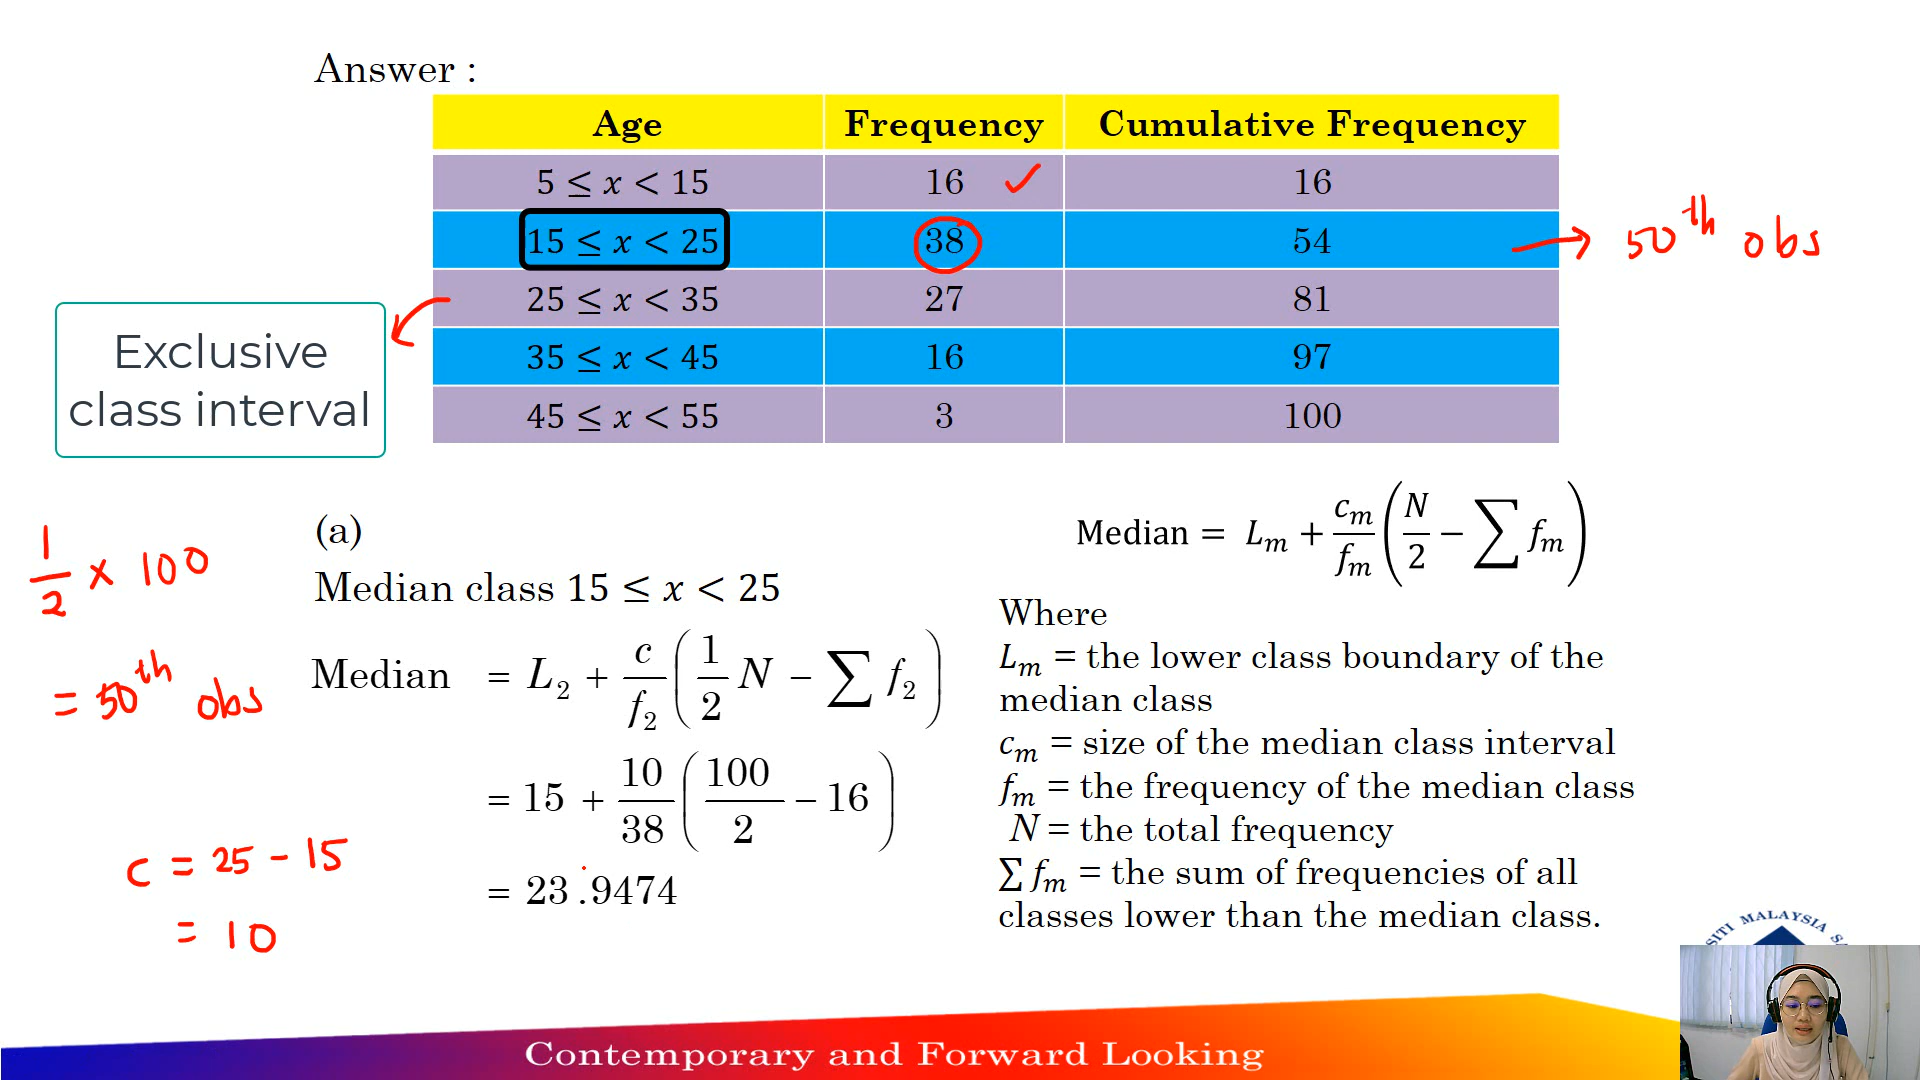 Answer :
Age Frequency Cumulative Frequency
5 ≤ x < 15 16 ✓ 16
15 ≤ x < 25 38 54 → 50th obs
25 ≤ x < 35 27 81
35 ≤ x < 45 16 97
45 ≤ x < 55 3 100
Exclusive
class interval
1/2 × 100
= 50th obs
c = 25 - 15
= 10
(a)
Median class 15 ≤ x < 25
Median = L₂ + c/f₂ (1/2 N − ∑ f₂)
= 15 + 10/38 (100/2 − 16)
= 23.9474
Median = Lₘ + cₘ/fₘ (N/2 − ∑ fₘ)
Where
Lₘ = the lower class boundary of the
median class
cₘ = size of the median class interval
fₘ = the frequency of the median class
N = the total frequency
∑ fₘ = the sum of frequencies of all
classes lower than the median class.
SITI MALAYSIA SA
Contemporary and Forward Looking